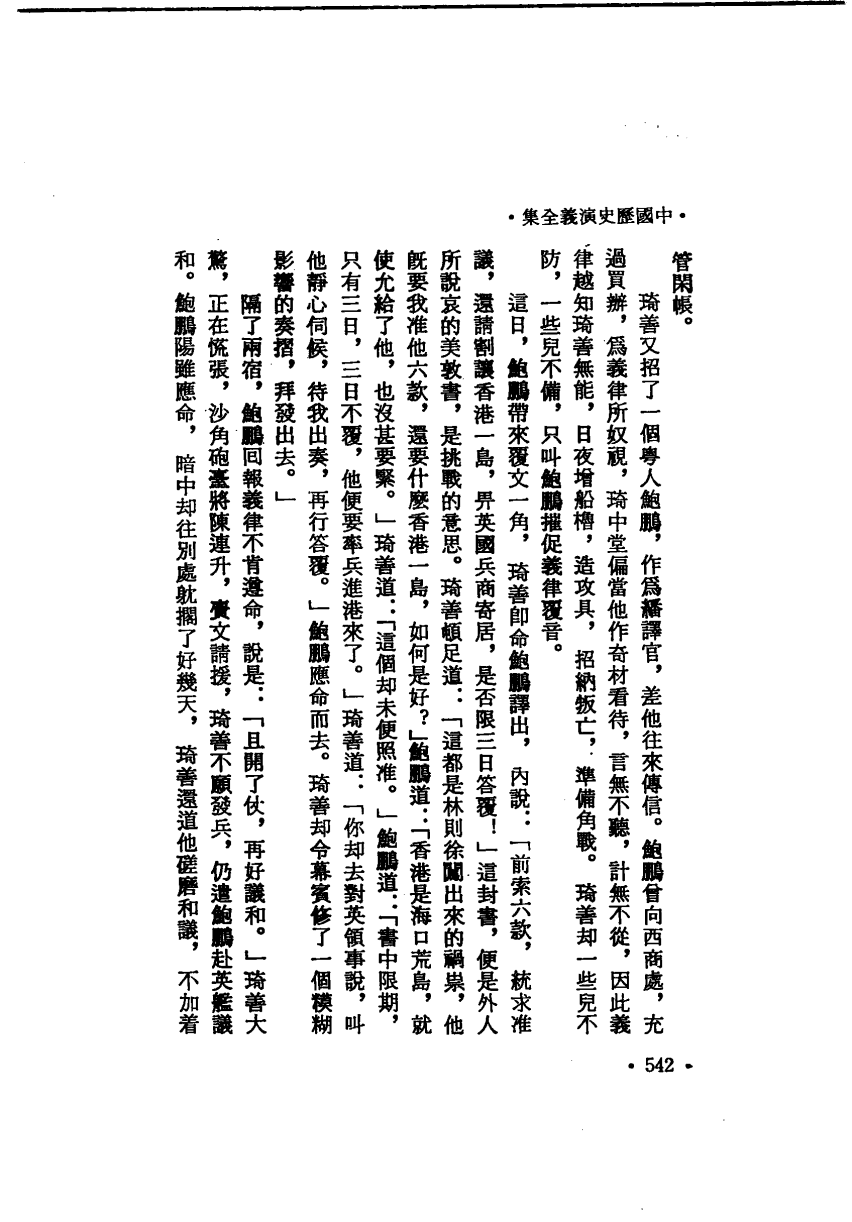 ·中國歷史演義全集·
管閑帳。
琦善又招了一個粵人鮑鵬，作爲繙譯官，差他往來傳信。鮑鵬曾向西商處，充
過買辦，爲義律所奴視，琦中堂偏當他作奇材看待，言無不聽，計無不從，因此義
律越知琦善無能，日夜增船櫓，造攻具，招納叛亡，準備角戰。琦善却一些兒不
防，一些兒不備，只叫鮑鵬摧促義律覆音。
這日，鮑鵬帶來覆文一角，琦善卽命鮑鵬譯出，內說：「前索六款，統求准
議，還請割讓香港一島，畀英國兵商寄居，是否限三日答覆！」這封書，便是外人
所說哀的美敦書，是挑戰的意思。琦善頓足道：「這都是林則徐鬧出來的禍祟，他
旣要我准他六款，還要什麼香港一島，如何是好？」鮑鵬道：「香港是海口荒島，就
使允給了他，也沒甚要緊。」琦善道：「這個却未便照准。」鮑鵬道：「書中限期，
只有三日，三日不覆，他便要率兵進港來了。」琦善道：「你却去對英領事說，叫
他靜心伺候，待我出奏，再行答覆。」鮑鵬應命而去。琦善却令幕賓修了一個糢糊
影響的奏摺，拜發出去。」
隔了兩宿，鮑鵬回報義律不肯遵命，說是：「且開了仗，再好議和。」琦善大
驚，正在慌張，沙角砲臺將陳連升，賫文請援，琦善不願發兵，仍遣鮑鵬赴英艦議
和。鮑鵬陽雖應命，暗中却往別處躭擱了好幾天，琦善還道他磋磨和議，不加着
·542·